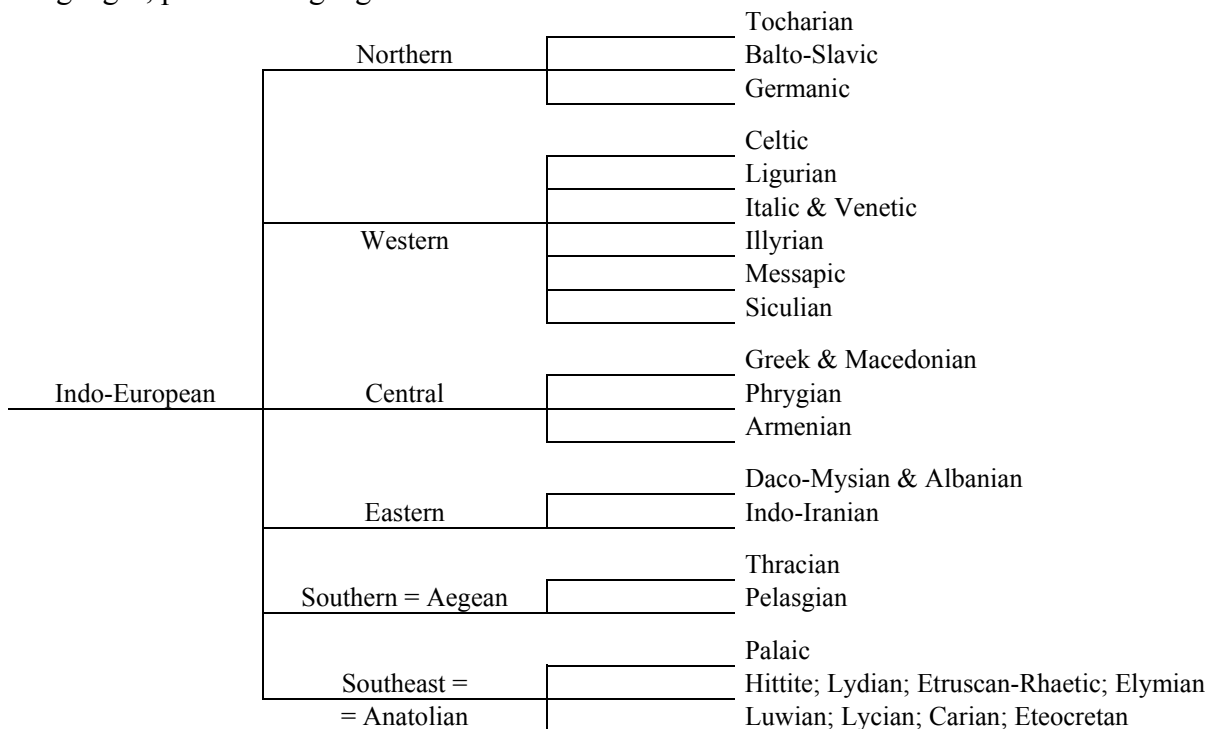 Tocharian
Northern
Balto-Slavic
Germanic
Celtic
Ligurian
Italic & Venetic
Western
Illyrian
Messapic
Siculian
Greek & Macedonian
Indo-European
Central
Phrygian
Armenian
Daco-Mysian & Albanian
Eastern
Indo-Iranian
Thracian
Southern = Aegean
Pelasgian
Palaic
Southeast =
Hittite; Lydian; Etruscan-Rhaetic; Elymian
= Anatolian
Luwian; Lycian; Carian; Eteocretan